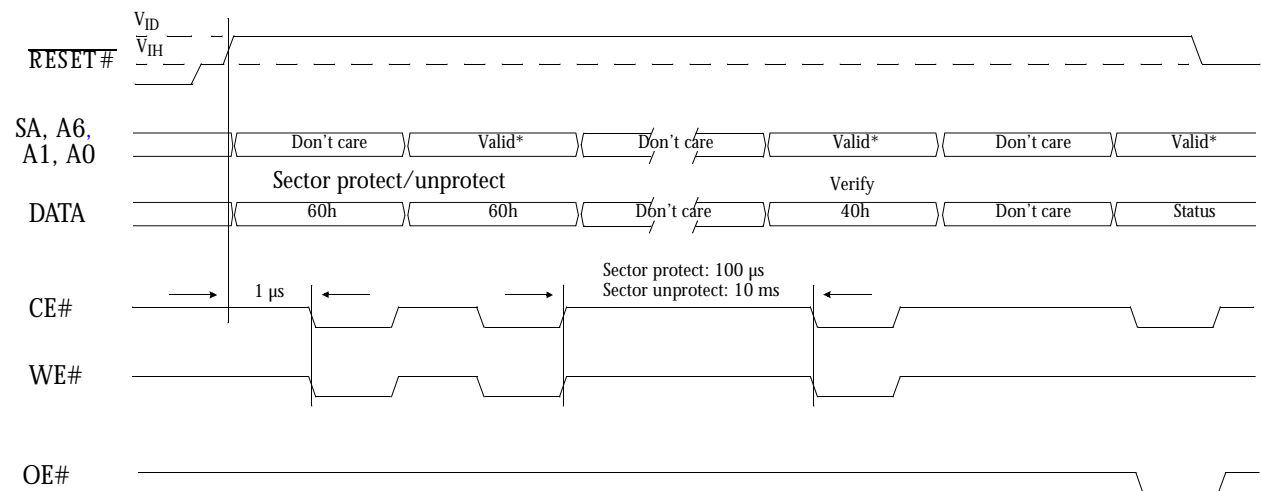 VID
VIH
RESET#
SA, A6,
A1, A0
Don't care
Valid*
Don't care
Valid*
Don't care
Valid*
Sector protect/unprotect
Verify
DATA
60h
60h
Don't care
40h
Don't care
Status
Sector protect: 100 µs
Sector unprotect: 10 ms
1 µs
CE#
WE#
OE#